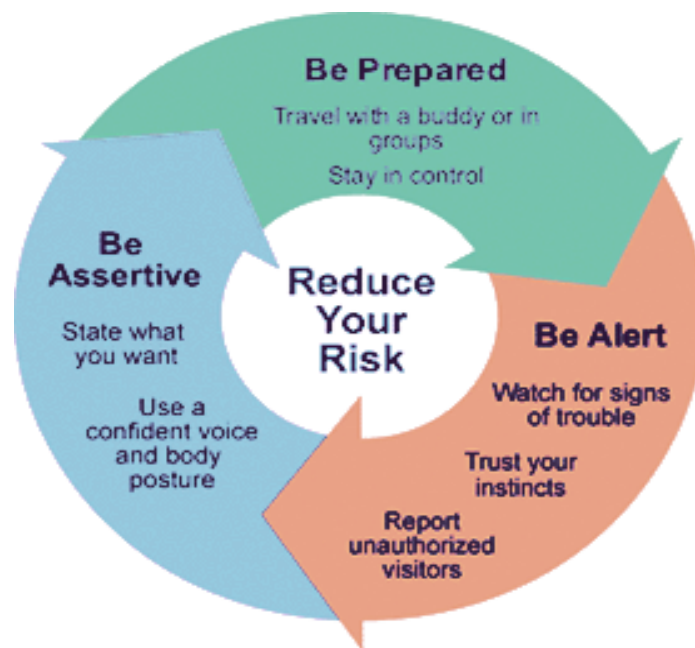 Be Prepared
Travel with a buddy or in
groups
Stay in control
Be Alert
Watch for signs
of trouble
Trust your
instincts
Report
unauthorized
visitors
Be
Assertive
State what
you want
Use a
confident voice
and body
posture
Reduce
Your
Risk